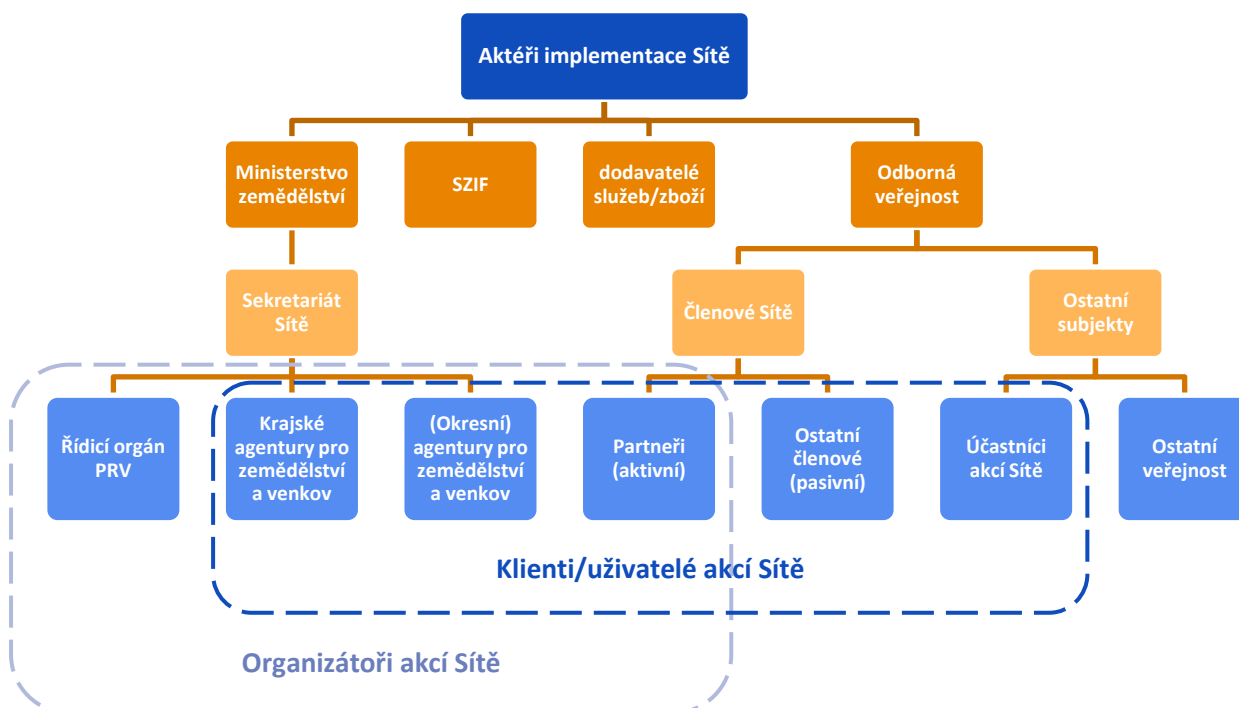 Aktéři implementace Sítě
Ministerstvo
zemědělství
SZIF
dodavatelé
služeb/zboží
Odborná
veřejnost
Sekretariát
Sítě
Členové Sítě
Ostatní
subjekty
Řídicí orgán
PRV
Krajské
agentury pro
zemědělství
a venkov
(Okresní)
agentury pro
zemědělství
a venkov
Partneři
(aktivní)
Ostatní
členové
(pasivní)
Účastníci
akcí Sítě
Ostatní
veřejnost
Klienti/uživatelé akcí Sítě
Organizátoři akcí Sítě